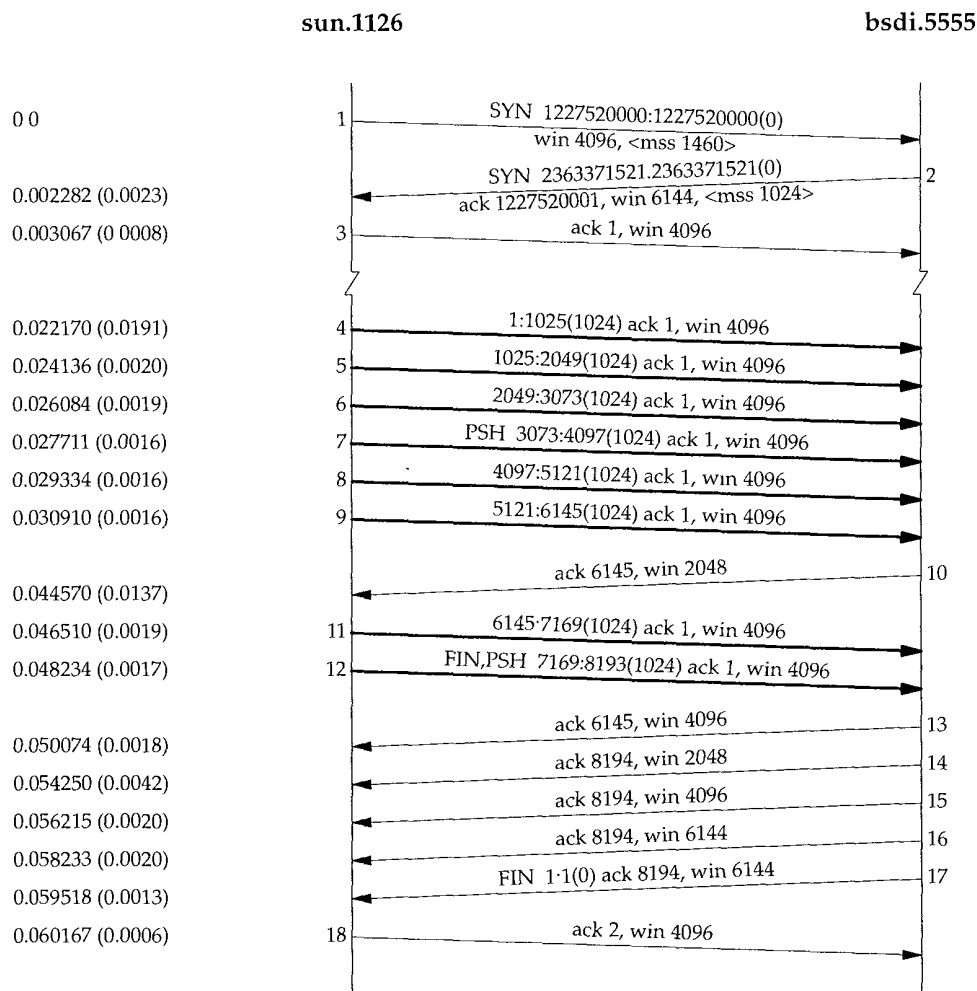 sun.1126 bsdi.5555
0 0 1 SYN 1227520000:1227520000(0)
win 4096, <mss 1460>
SYN 2363371521.2363371521(0) 2
0.002282 (0.0023) ack 1227520001, win 6144, <mss 1024>
0.003067 (0 0008) 3 ack 1, win 4096
0.022170 (0.0191) 4 1:1025(1024) ack 1, win 4096
0.024136 (0.0020) 5 1025:2049(1024) ack 1, win 4096
0.026084 (0.0019) 6 2049:3073(1024) ack 1, win 4096
0.027711 (0.0016) 7 PSH 3073:4097(1024) ack 1, win 4096
0.029334 (0.0016) 8 4097:5121(1024) ack 1, win 4096
0.030910 (0.0016) 9 5121:6145(1024) ack 1, win 4096
ack 6145, win 2048 10
0.044570 (0.0137)
0.046510 (0.0019) 11 6145·7169(1024) ack 1, win 4096
0.048234 (0.0017) 12 FIN,PSH 7169:8193(1024) ack 1, win 4096
ack 6145, win 4096 13
0.050074 (0.0018)
ack 8194, win 2048 14
0.054250 (0.0042)
ack 8194, win 4096 15
0.056215 (0.0020)
ack 8194, win 6144 16
0.058233 (0.0020)
FIN 1·1(0) ack 8194, win 6144 17
0.059518 (0.0013)
0.060167 (0.0006) 18 ack 2, win 4096